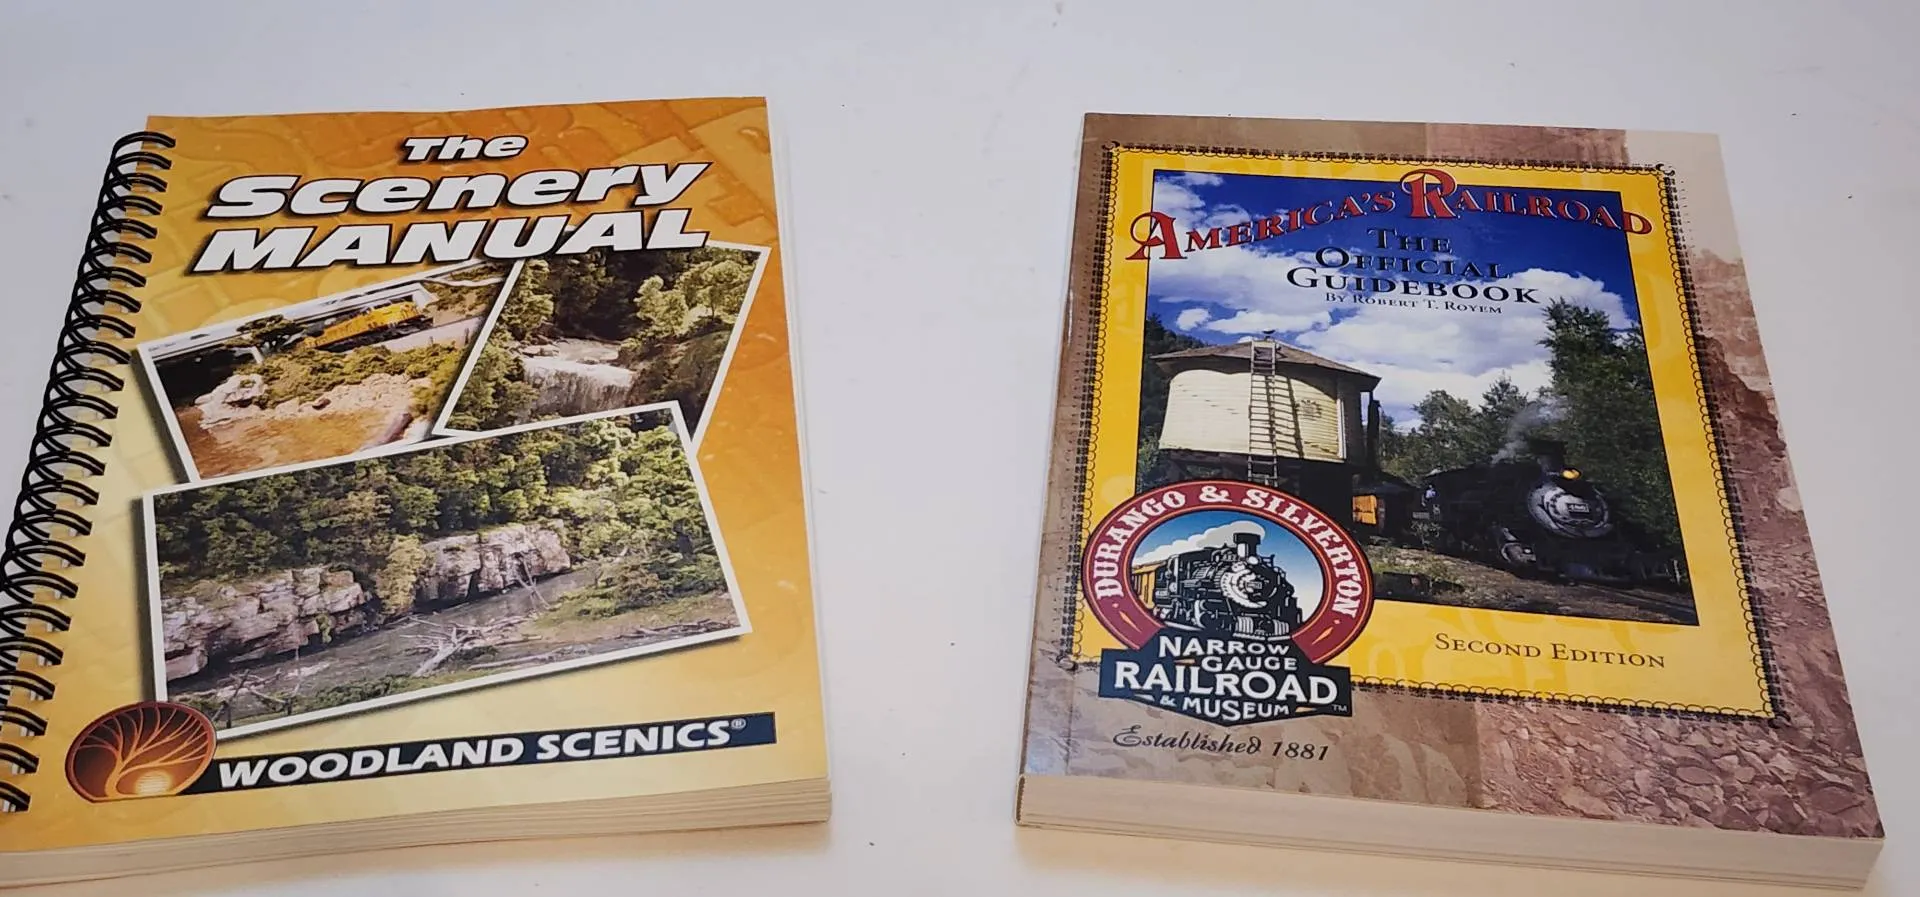 The
Scenery
MANUAL
WOODLAND SCENICS®
AMERICA'S RAILROAD
THE
OFFICIAL
GUIDEBOOK
BY ROBERT T. ROYEM
DURANGO & SILVERTON
NARROW
GAUGE
RAILROAD
& MUSEUM™
SECOND EDITION
Established 1881